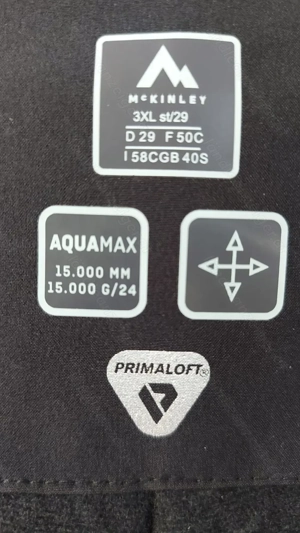 McKINLEY
3XL st/29
D 29 F 50C
I 58CGB 40S
AQUAMAX
15.000 MM
15.000 G/24
PRIMALOFT®